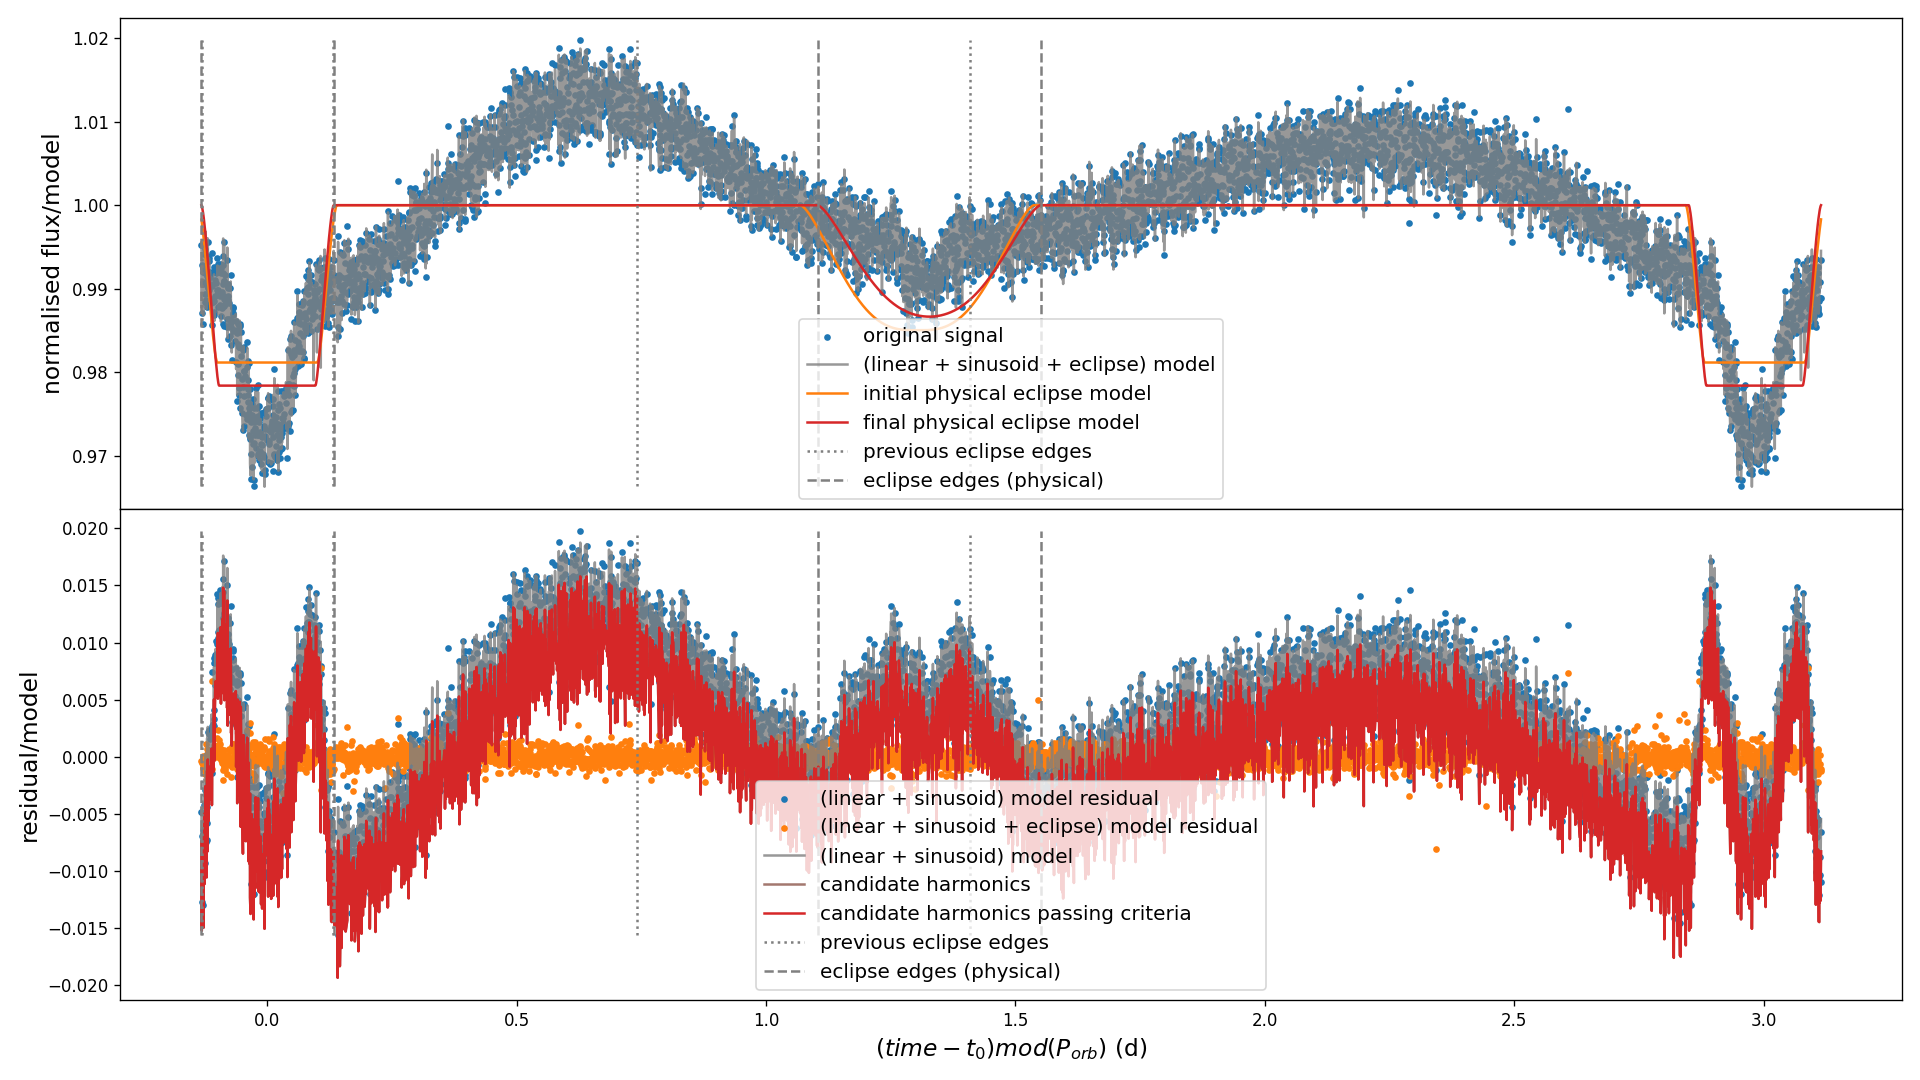 1.02
1.01
1.00
0.99
0.98
0.97
normalised flux/model
original signal
(linear + sinusoid + eclipse) model
initial physical eclipse model
final physical eclipse model
previous eclipse edges
eclipse edges (physical)
0.020
0.015
0.010
0.005
0.000
−0.005
−0.010
−0.015
−0.020
residual/model
(linear + sinusoid) model residual
(linear + sinusoid + eclipse) model residual
(linear + sinusoid) model
candidate harmonics
candidate harmonics passing criteria
previous eclipse edges
eclipse edges (physical)
0.0 0.5 1.0 1.5 2.0 2.5 3.0
(time − t₀)mod(Pₒᵣb) (d)